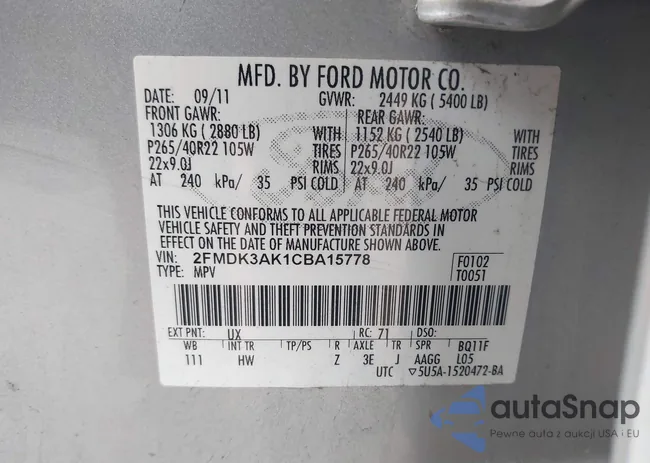 MFD. BY FORD MOTOR CO.
DATE: 09/11 GVWR: 2449 KG ( 5400 LB)
FRONT GAWR: REAR GAWR:
1306 KG ( 2880 LB) WITH 1152 KG ( 2540 LB) WITH
P265/40R22 105W TIRES P265/40R22 105W TIRES
22x9.0J RIMS 22x9.0J RIMS
AT 240 kPa/ 35 PSI COLD AT 240 kPa/ 35 PSI COLD
THIS VEHICLE CONFORMS TO ALL APPLICABLE FEDERAL MOTOR
VEHICLE SAFETY AND THEFT PREVENTION STANDARDS IN
EFFECT ON THE DATE OF MANUFACTURE SHOWN ABOVE.
VIN: 2FMDK3AK1CBA15778 F0102
TYPE: MPV T0051
EXT PNT: UX RC: 71 DSO:
WB INT TR TP/PS R AXLE TR SPR BQ11F
111 HW Z 3E J AAGG L05
UTC ▽5U5A-1520472-BA
autaSnap
Pewne auta z aukcji USA i EU